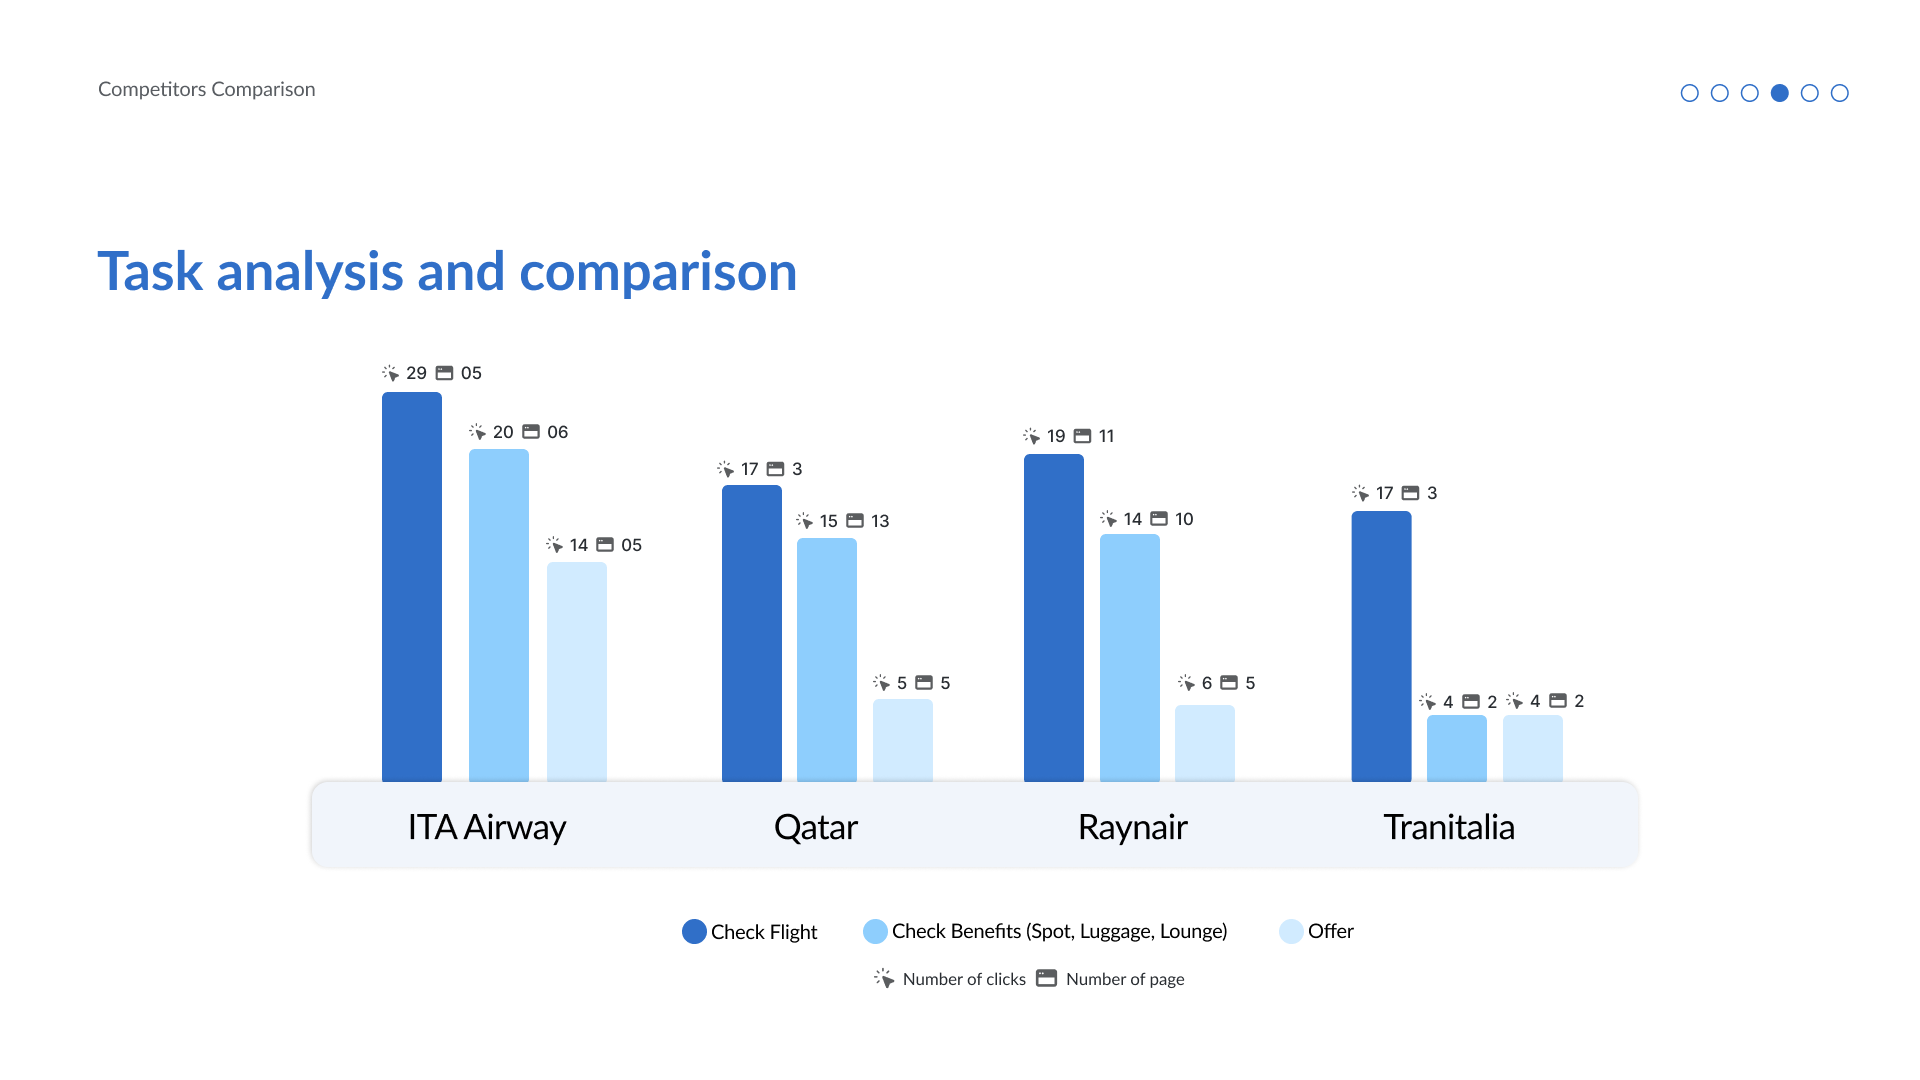 Competitors Comparison
Task analysis and comparison
29 05
20 06
14 05
17 3
15 13
5 5
19 11
14 10
6 5
17 3
4 2
4 2
ITA Airway
Qatar
Raynair
Tranitalia
Check Flight
Check Benefits (Spot, Luggage, Lounge)
Offer
Number of clicks
Number of page